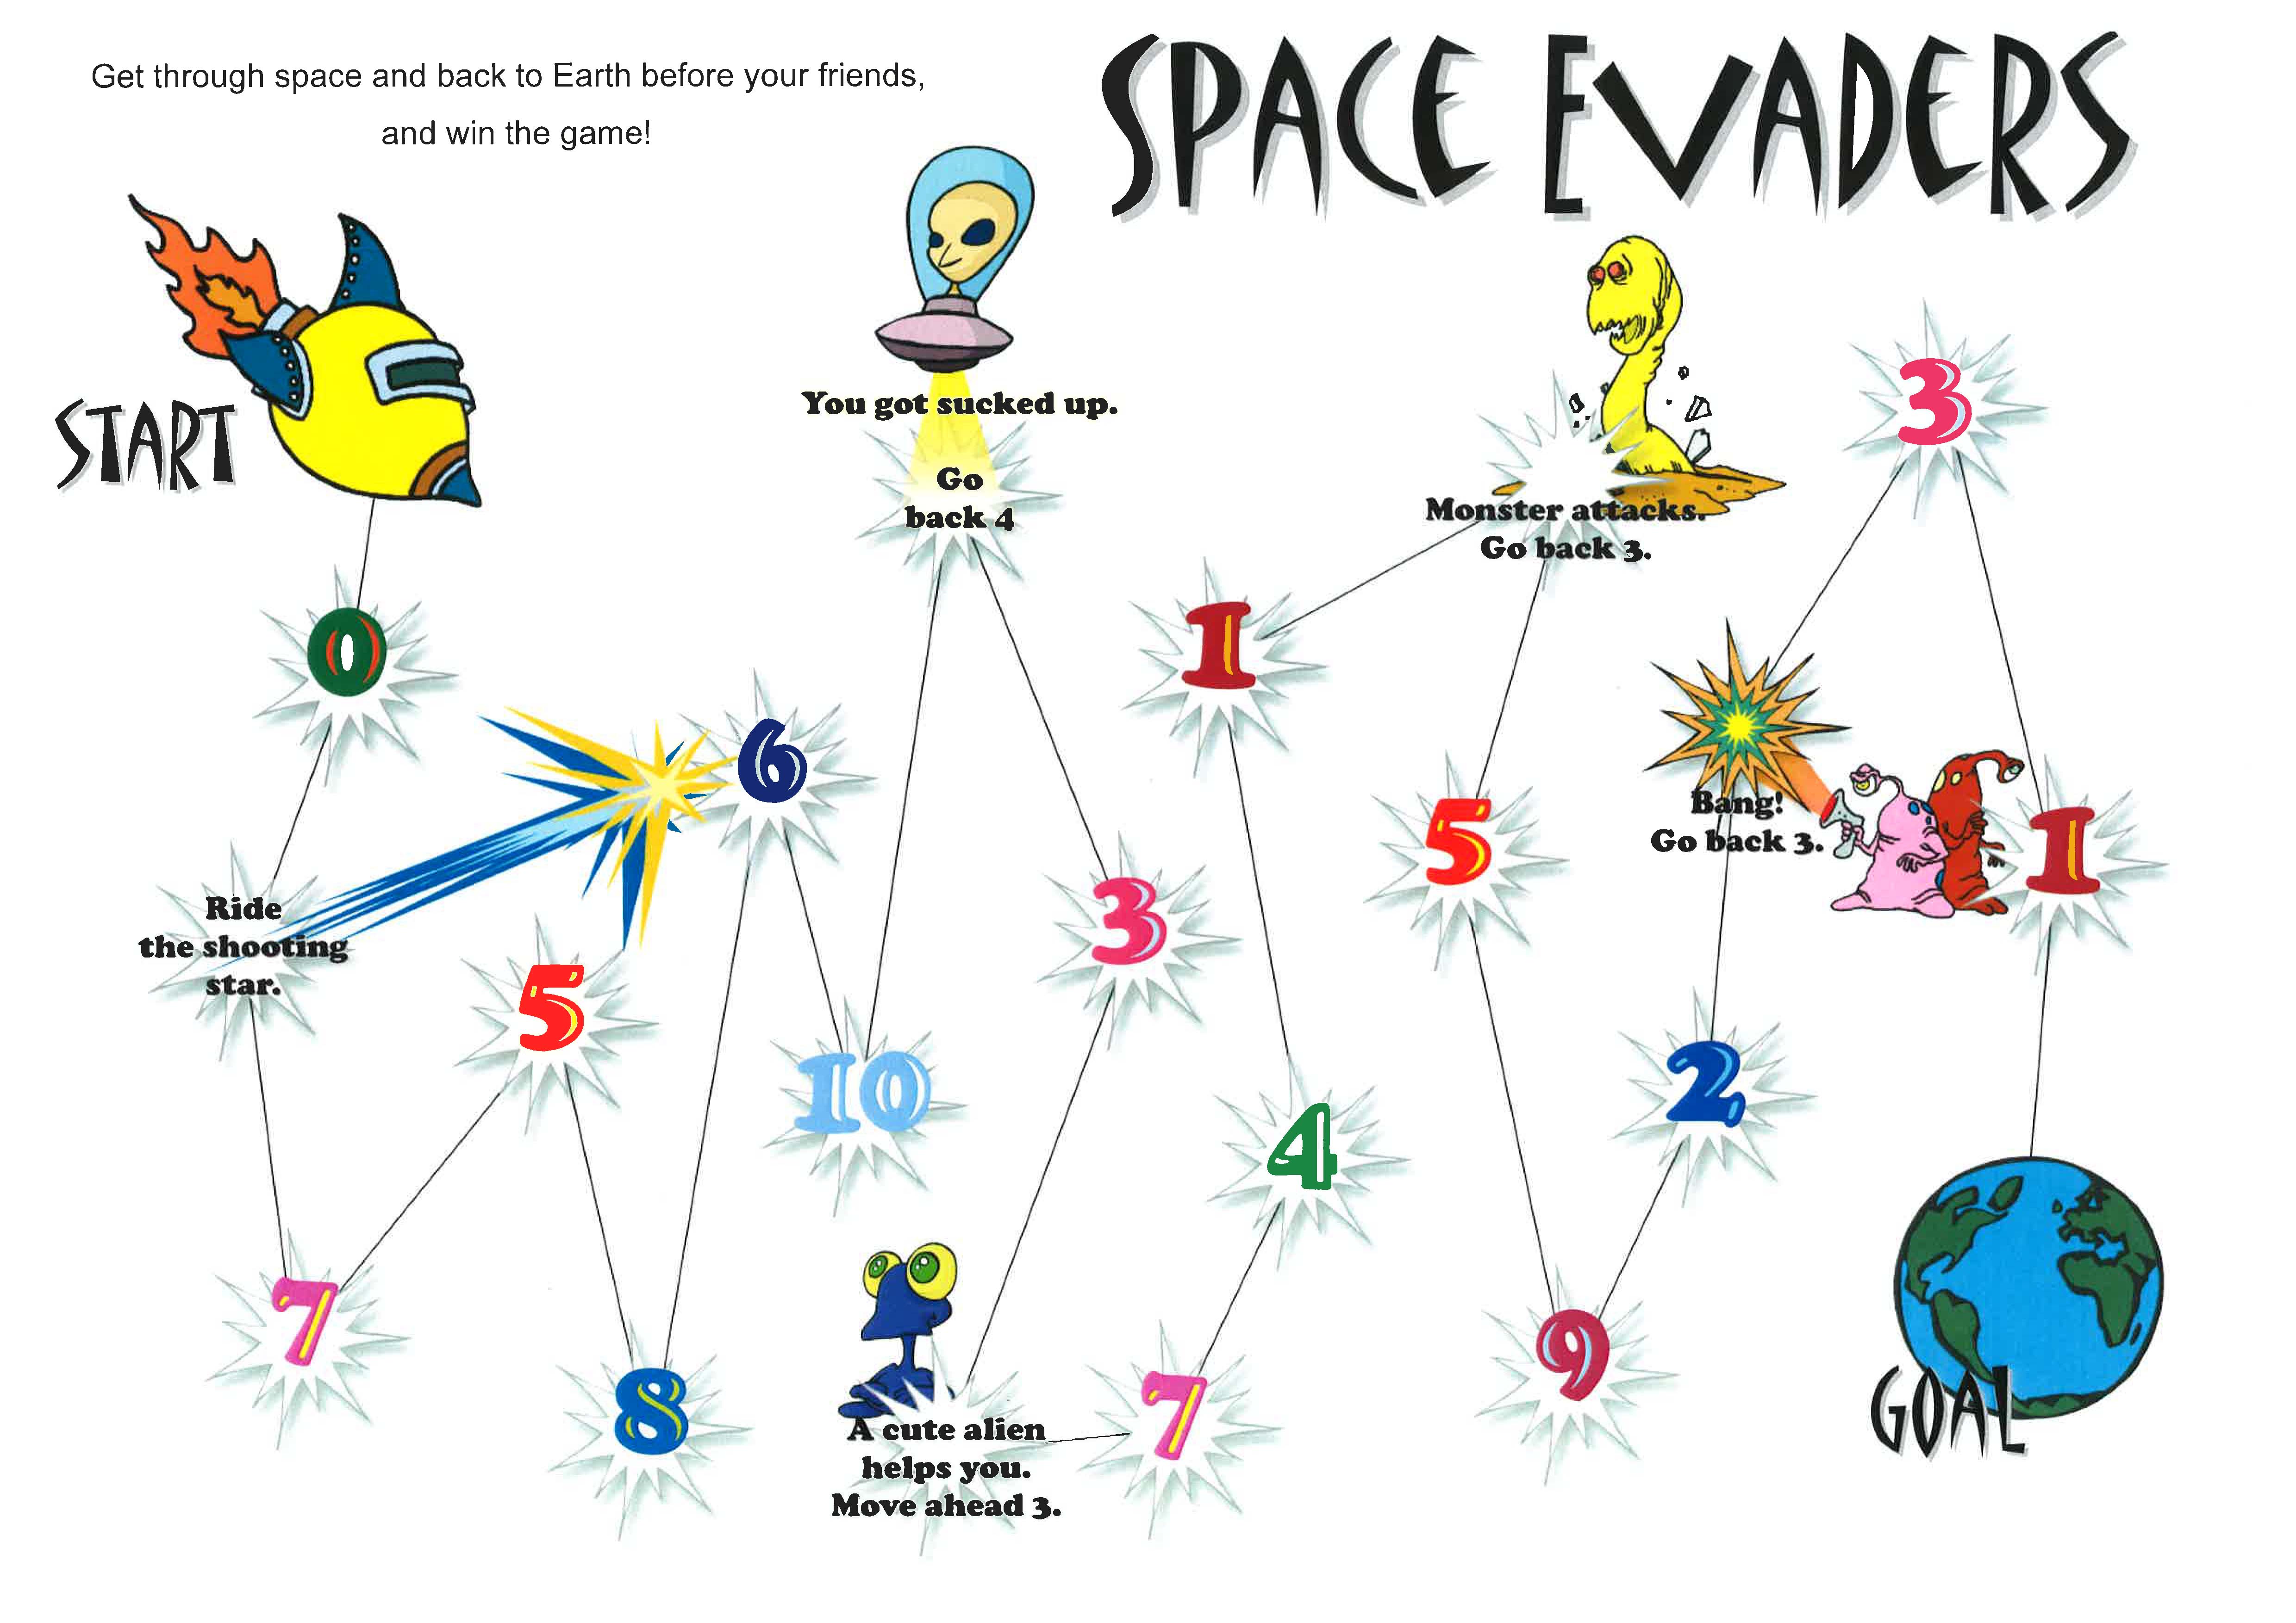 Get through space and back to Earth before your friends,
and win the game!
SPACE EVADERS
START
0
Ride
the shooting
star.
7
5
8
6
10
You got sucked up.
Go
back 4
3
A cute alien
helps you.
Move ahead 3.
7
4
1
Monster attacks.
Go back 3.
5
9
2
Bang!
Go back 3.
3
1
GOAL